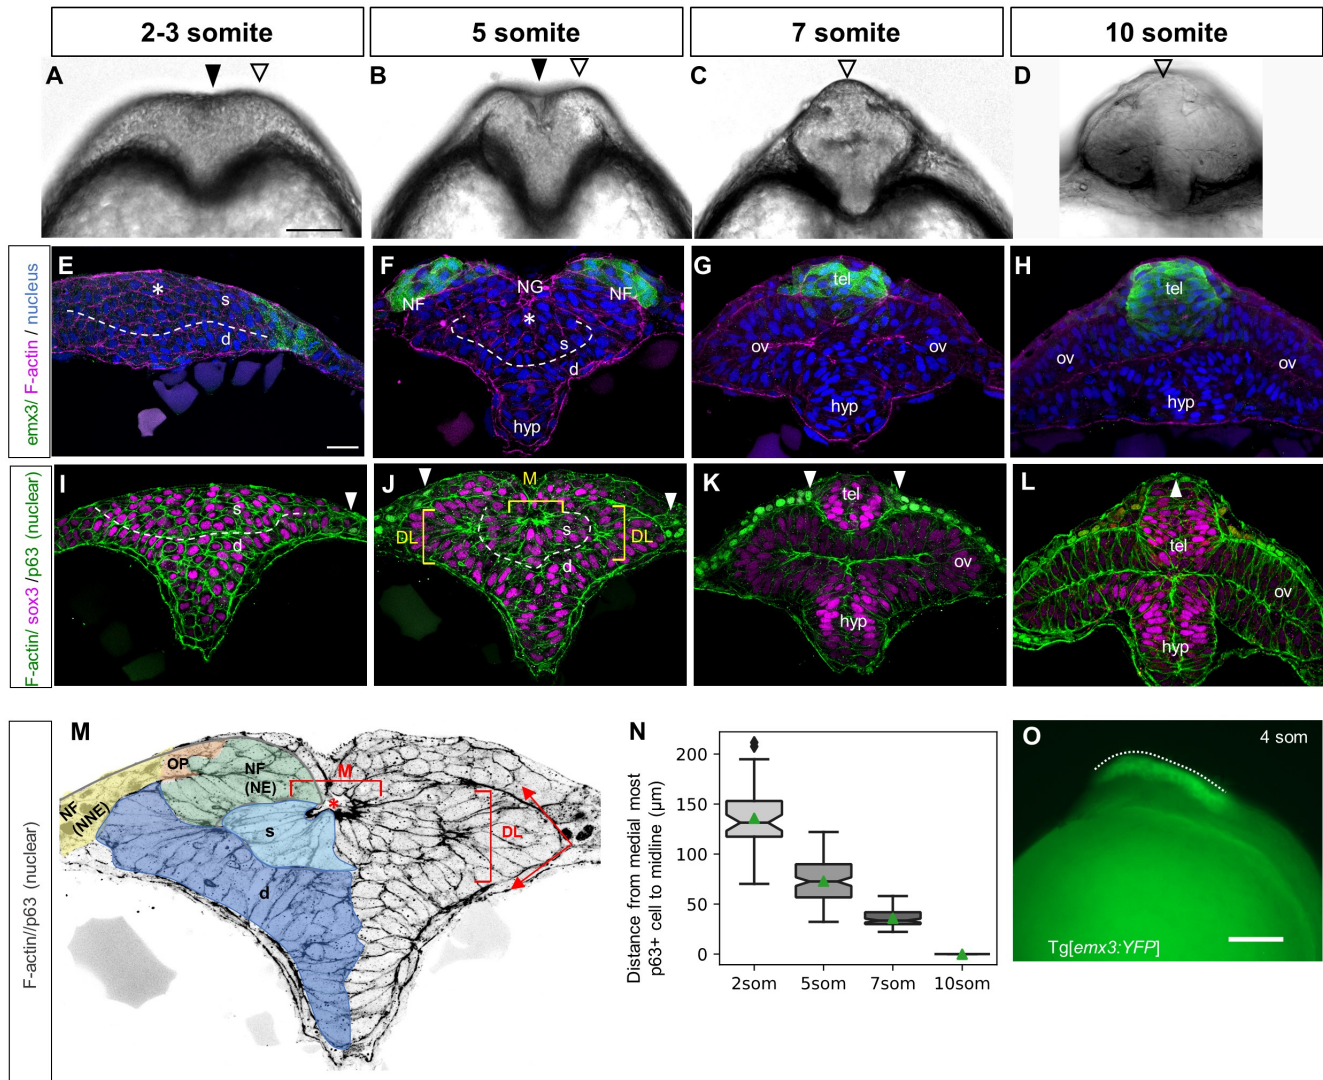 2-3 somite
5 somite
7 somite
10 somite
A
B
C
D
emx3/ F-actin / nucleus
E
*
s
d
F
NF
NG
NF
*
s
d
hyp
G
tel
ov
ov
hyp
H
tel
ov
ov
hyp
F-actin/ sox3 /p63 (nuclear)
I
s
d
J
M
DL
DL
s
d
K
tel
ov
hyp
L
tel
ov
hyp
F-actin//p63 (nuclear)
M
OP
NF
(NE)
NF
(NNE)
M
*
DL
s
d
N
Distance from medial most
p63+ cell to midline (µm)
200
150
100
50
0
2som
5som
7som
10som
O
4 som
Tg[emx3:YFP]